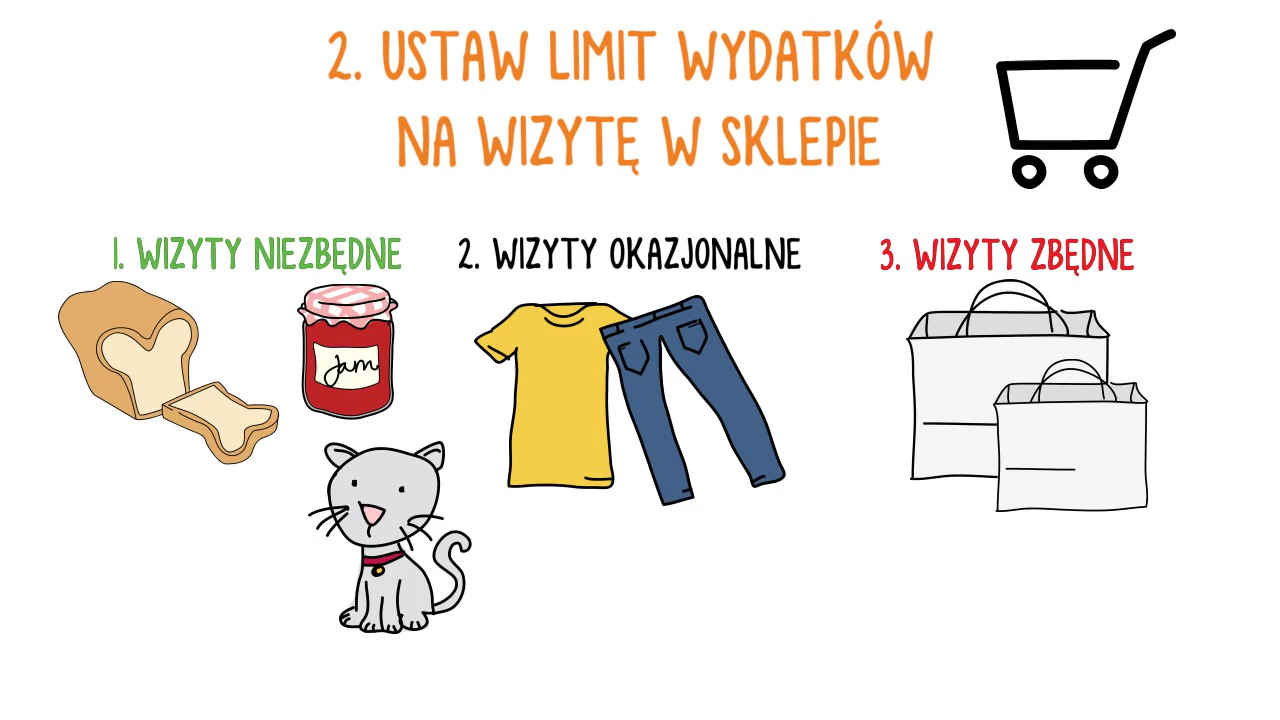 2. USTAW LIMIT WYDATKÓW
NA WIZYTĘ W SKLEPIE
1. WIZYTY NIEZBĘDNE
2. WIZYTY OKAZJONALNE
3. WIZYTY ZBĘDNE
Jam